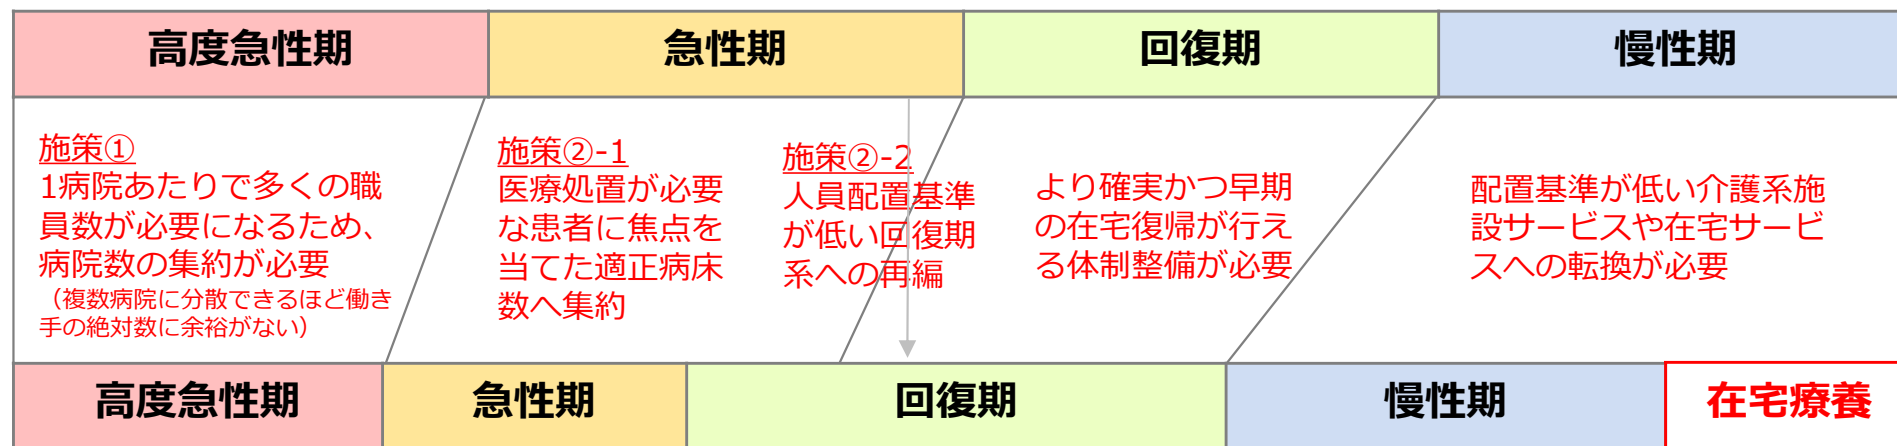 高度急性期
急性期
回復期
慢性期
施策①
1病院あたりで多くの職
員数が必要になるため、
病院数の集約が必要
（複数病院に分散できるほど働き
手の絶対数に余裕がない）
施策②-1
医療処置が必要
な患者に焦点を
当てた適正病床
数へ集約
施策②-2
人員配置基準
が低い回復期
系への再編
より確実かつ早期
の在宅復帰が行え
る体制整備が必要
配置基準が低い介護系施
設サービスや在宅サービ
スへの転換が必要
高度急性期
急性期
回復期
慢性期
在宅療養